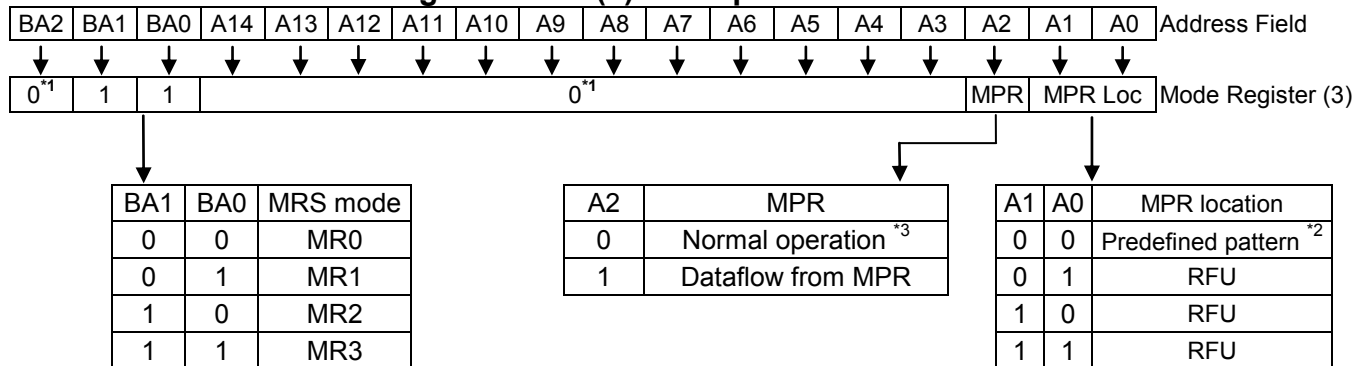 BA2 BA1 BA0 A14 A13 A12 A11 A10 A9 A8 A7 A6 A5 A4 A3 A2 A1 A0 Address Field
0*1 1 1 0*1 MPR MPR Loc Mode Register (3)
BA1 BA0 MRS mode
0 0 MR0
0 1 MR1
1 0 MR2
1 1 MR3
A2 MPR
0 Normal operation *3
1 Dataflow from MPR
A1 A0 MPR location
0 0 Predefined pattern *2
0 1 RFU
1 0 RFU
1 1 RFU